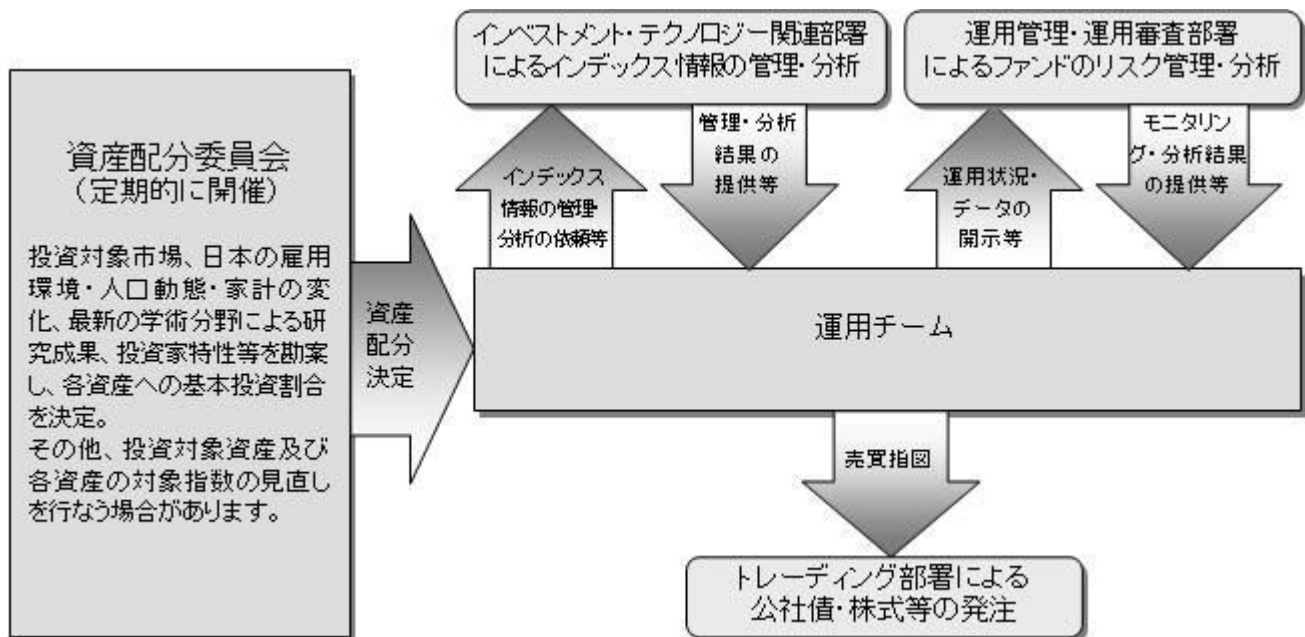 インベストメント・テクノロジー関連部署
によるインデックス情報の管理・分析
運用管理・運用審査部署
によるファンドのリスク管理・分析
資産配分委員会
(定期的に開催)
投資対象市場、日本の雇用
環境・人口動態・家計の変
化、最新の学術分野による研
究成果、投資家特性等を勘案
し、各資産への基本投資割合
を決定。
その他、投資対象資産及び
各資産の対象指数の見直し
を行なう場合があります。
資産
配分
決定
インデックス
情報の管理・
分析の依頼等
管理・分析
結果の
提供等
運用状況・
データの
開示等
モニタリン
グ・分析結果
の提供等
運用チーム
売買指図
トレーディング部署による
公社債・株式等の発注